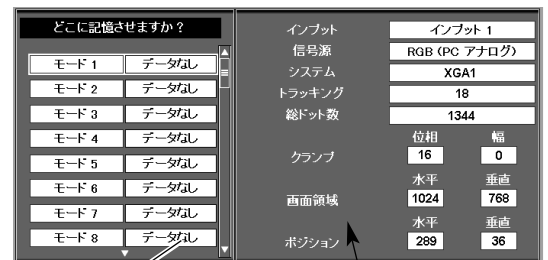 どこに記憶させますか？
モード 1 データなし
モード 2 データなし
モード 3 データなし
モード 4 データなし
モード 5 データなし
モード 6 データなし
モード 7 データなし
モード 8 データなし
インプット インプット 1
信号源 RGB (PC アナログ)
システム XGA1
トラッキング 18
総ドット数 1344
位相 幅
クランプ 16 0
水平 垂直
画面領域 1024 768
水平 垂直
ポジション 289 36